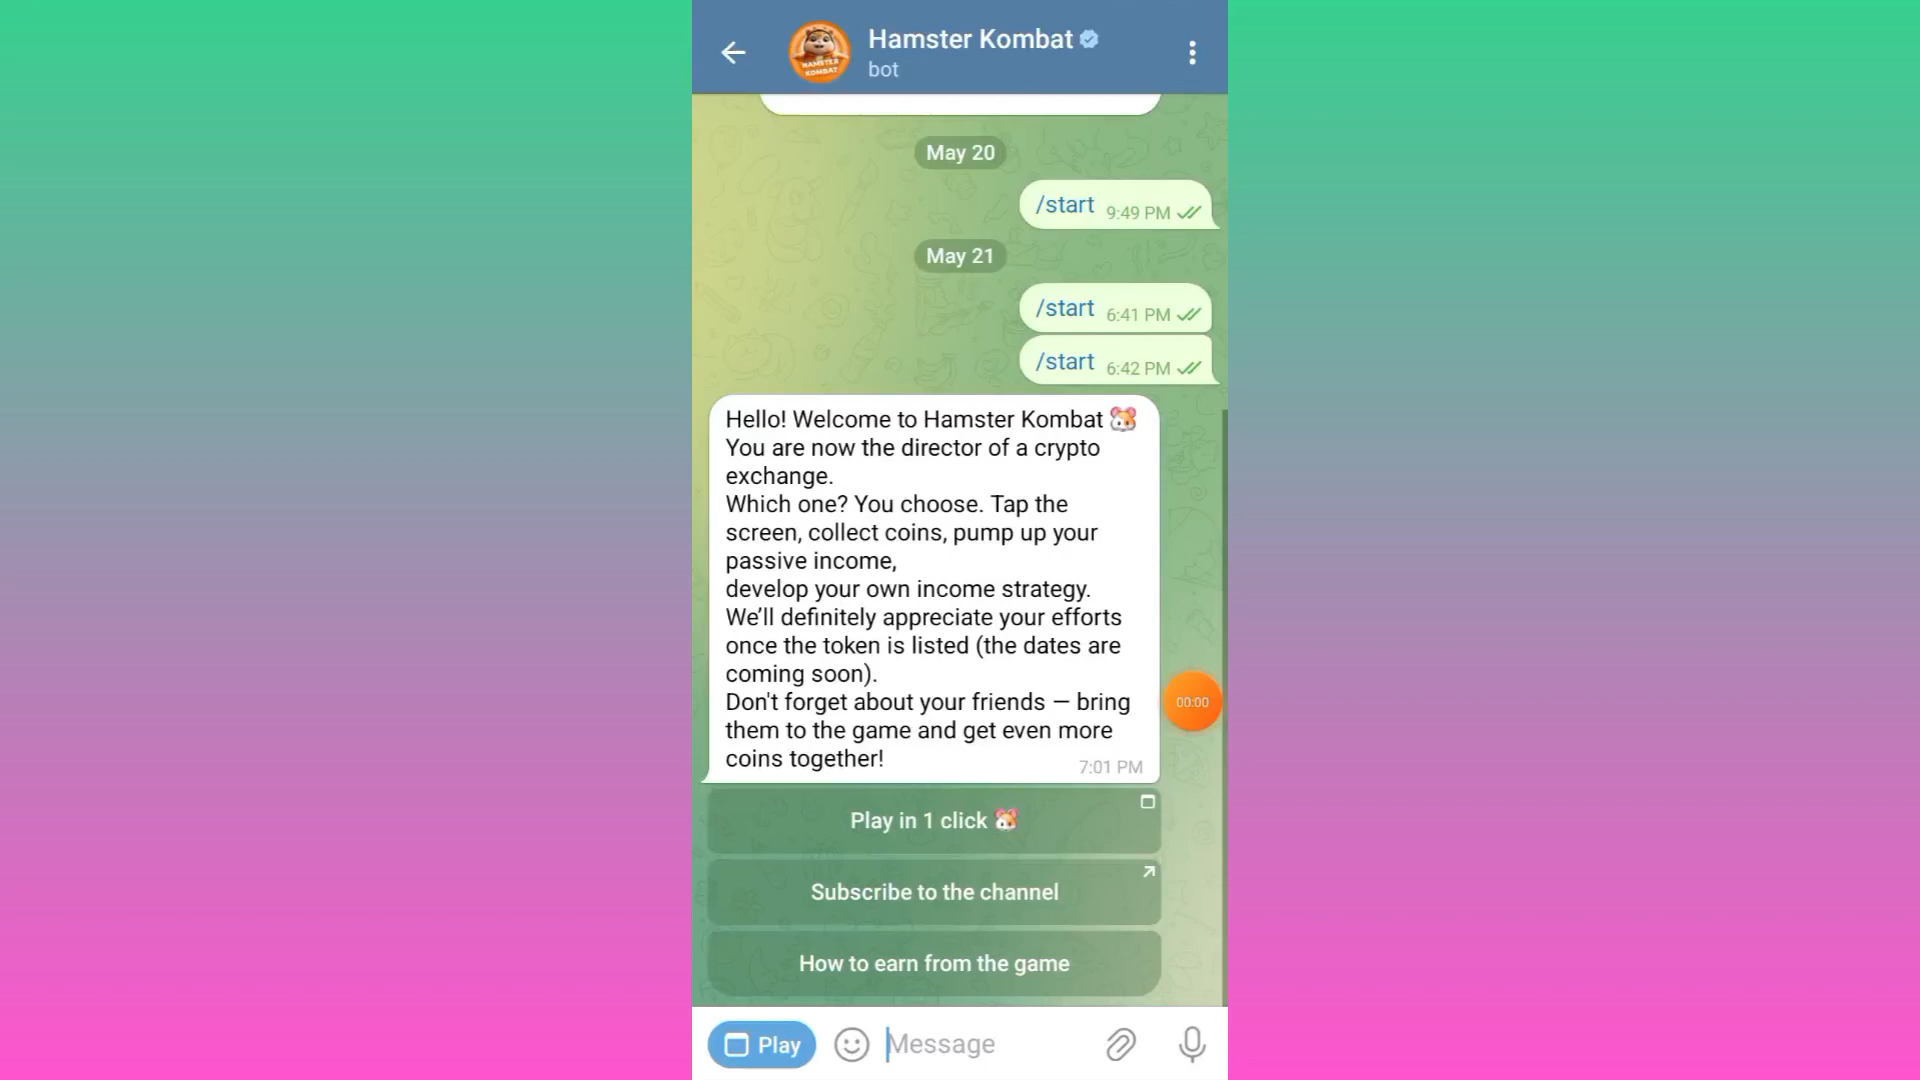 Hamster Kombat
bot
HAMSTER
KOMBAT
May 20
/start 9:49 PM
May 21
/start 6:41 PM
/start 6:42 PM
Hello! Welcome to Hamster Kombat 🐹
You are now the director of a crypto
exchange.
Which one? You choose. Tap the
screen, collect coins, pump up your
passive income,
develop your own income strategy.
We’ll definitely appreciate your efforts
once the token is listed (the dates are
coming soon).
Don't forget about your friends — bring
them to the game and get even more
coins together!
7:01 PM
00:00
Play in 1 click 🐹
Subscribe to the channel
How to earn from the game
Play
Message